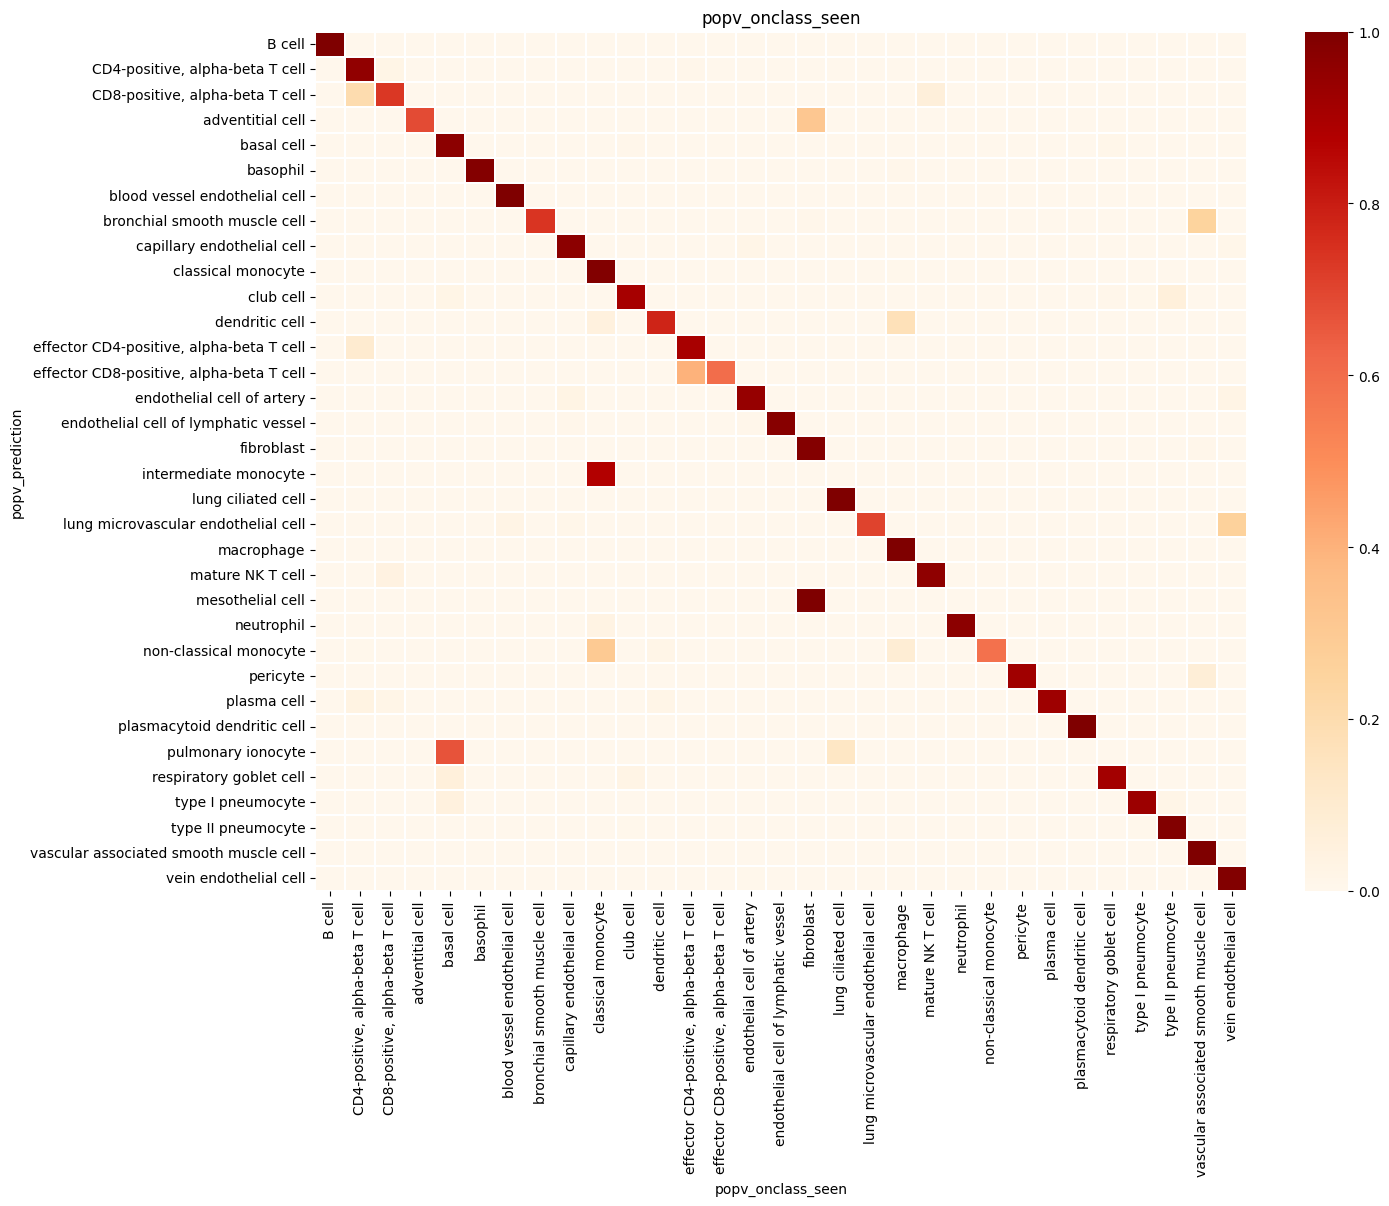 popv_onclass_seen
B cell
CD4-positive, alpha-beta T cell
CD8-positive, alpha-beta T cell
adventitial cell
basal cell
basophil
blood vessel endothelial cell
bronchial smooth muscle cell
capillary endothelial cell
classical monocyte
club cell
dendritic cell
effector CD4-positive, alpha-beta T cell
effector CD8-positive, alpha-beta T cell
endothelial cell of artery
endothelial cell of lymphatic vessel
fibroblast
intermediate monocyte
lung ciliated cell
lung microvascular endothelial cell
macrophage
mature NK T cell
mesothelial cell
neutrophil
non-classical monocyte
pericyte
plasma cell
plasmacytoid dendritic cell
pulmonary ionocyte
respiratory goblet cell
type I pneumocyte
type II pneumocyte
vascular associated smooth muscle cell
vein endothelial cell
popv_prediction
B cell
CD4-positive, alpha-beta T cell
CD8-positive, alpha-beta T cell
adventitial cell
basal cell
basophil
blood vessel endothelial cell
bronchial smooth muscle cell
capillary endothelial cell
classical monocyte
club cell
dendritic cell
effector CD4-positive, alpha-beta T cell
effector CD8-positive, alpha-beta T cell
endothelial cell of artery
endothelial cell of lymphatic vessel
fibroblast
lung ciliated cell
lung microvascular endothelial cell
macrophage
mature NK T cell
neutrophil
non-classical monocyte
pericyte
plasma cell
plasmacytoid dendritic cell
respiratory goblet cell
type I pneumocyte
type II pneumocyte
vascular associated smooth muscle cell
vein endothelial cell
popv_onclass_seen
1.0
0.8
0.6
0.4
0.2
0.0